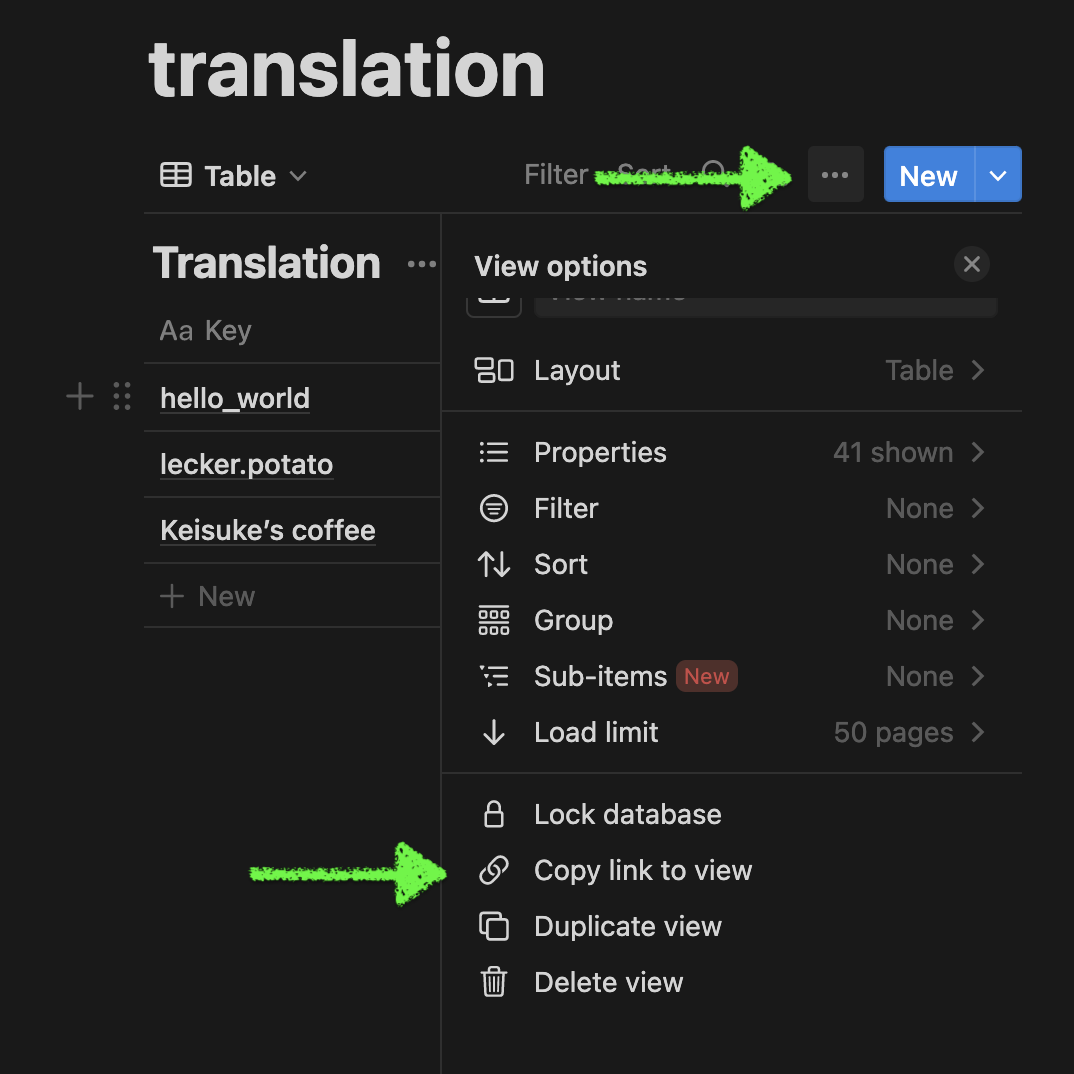 translation
Table
Filter Sort
New
Translation
View options
Aa Key
Layout Table
hello_world
Properties 41 shown
lecker.potato
Filter None
Keisuke’s coffee
Sort None
New
Group None
Sub-items New None
Load limit 50 pages
Lock database
Copy link to view
Duplicate view
Delete view